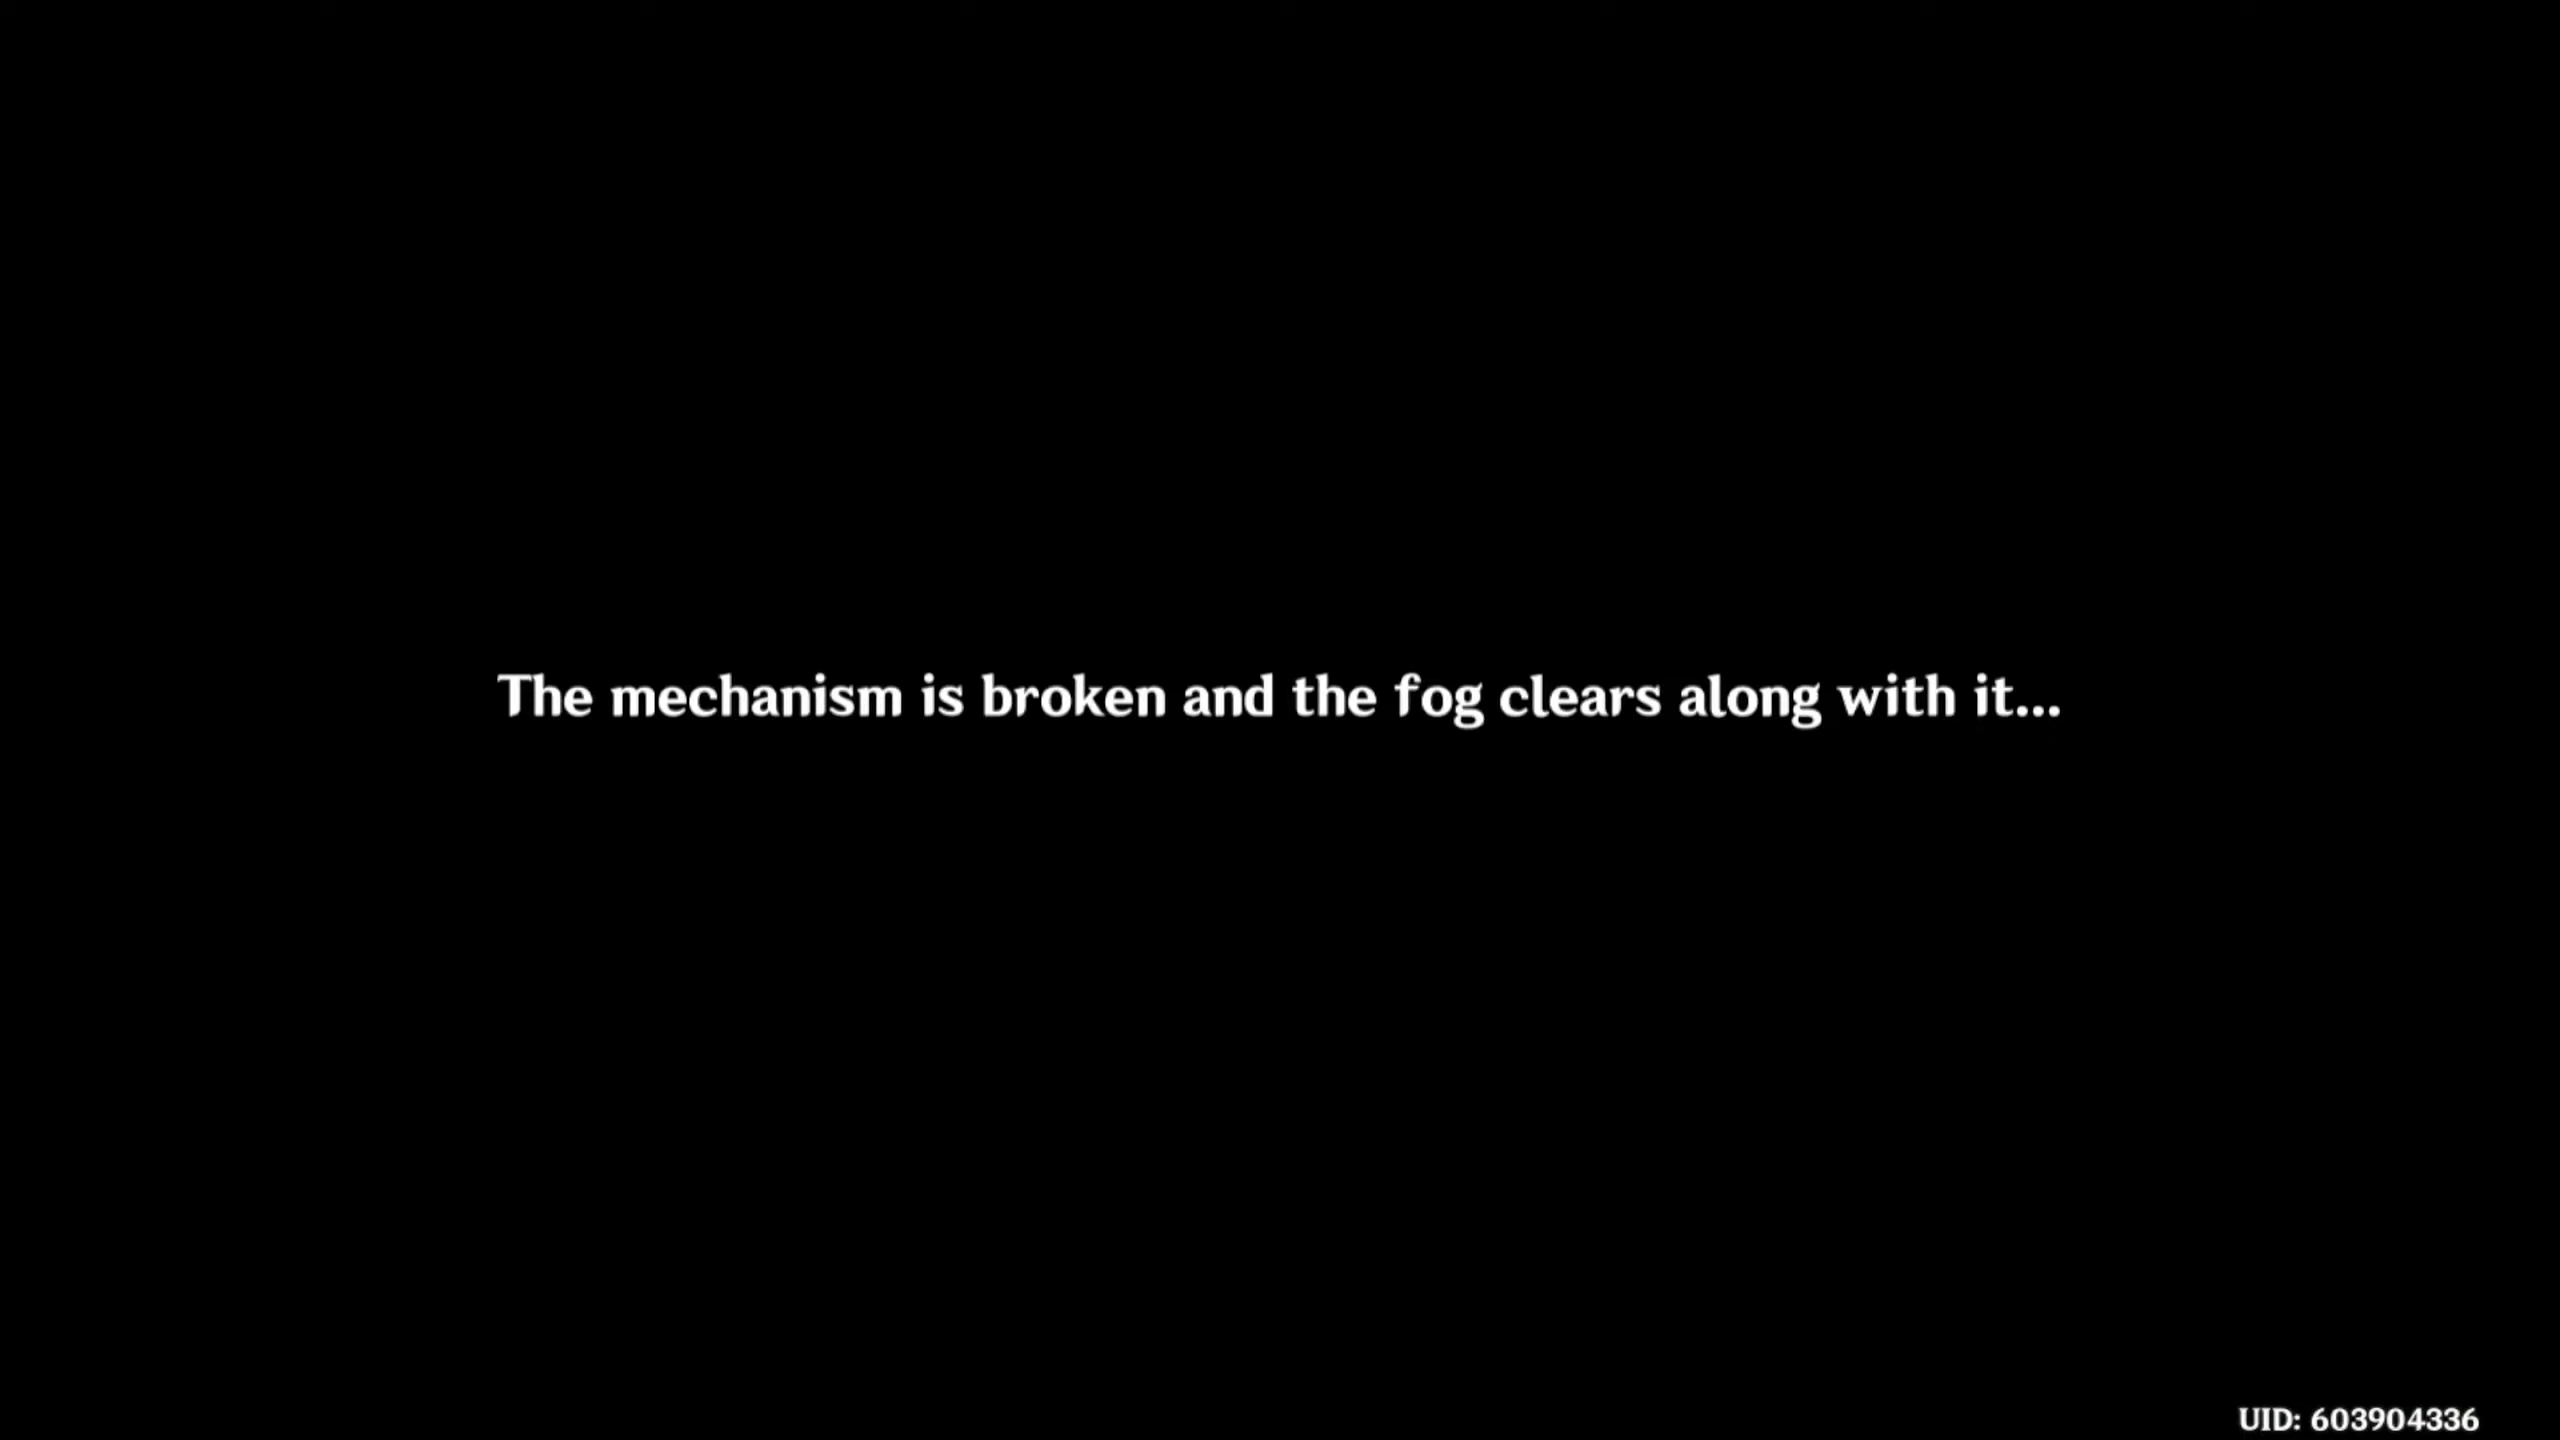 The mechanism is broken and the fog clears along with it...
UID: 603904336